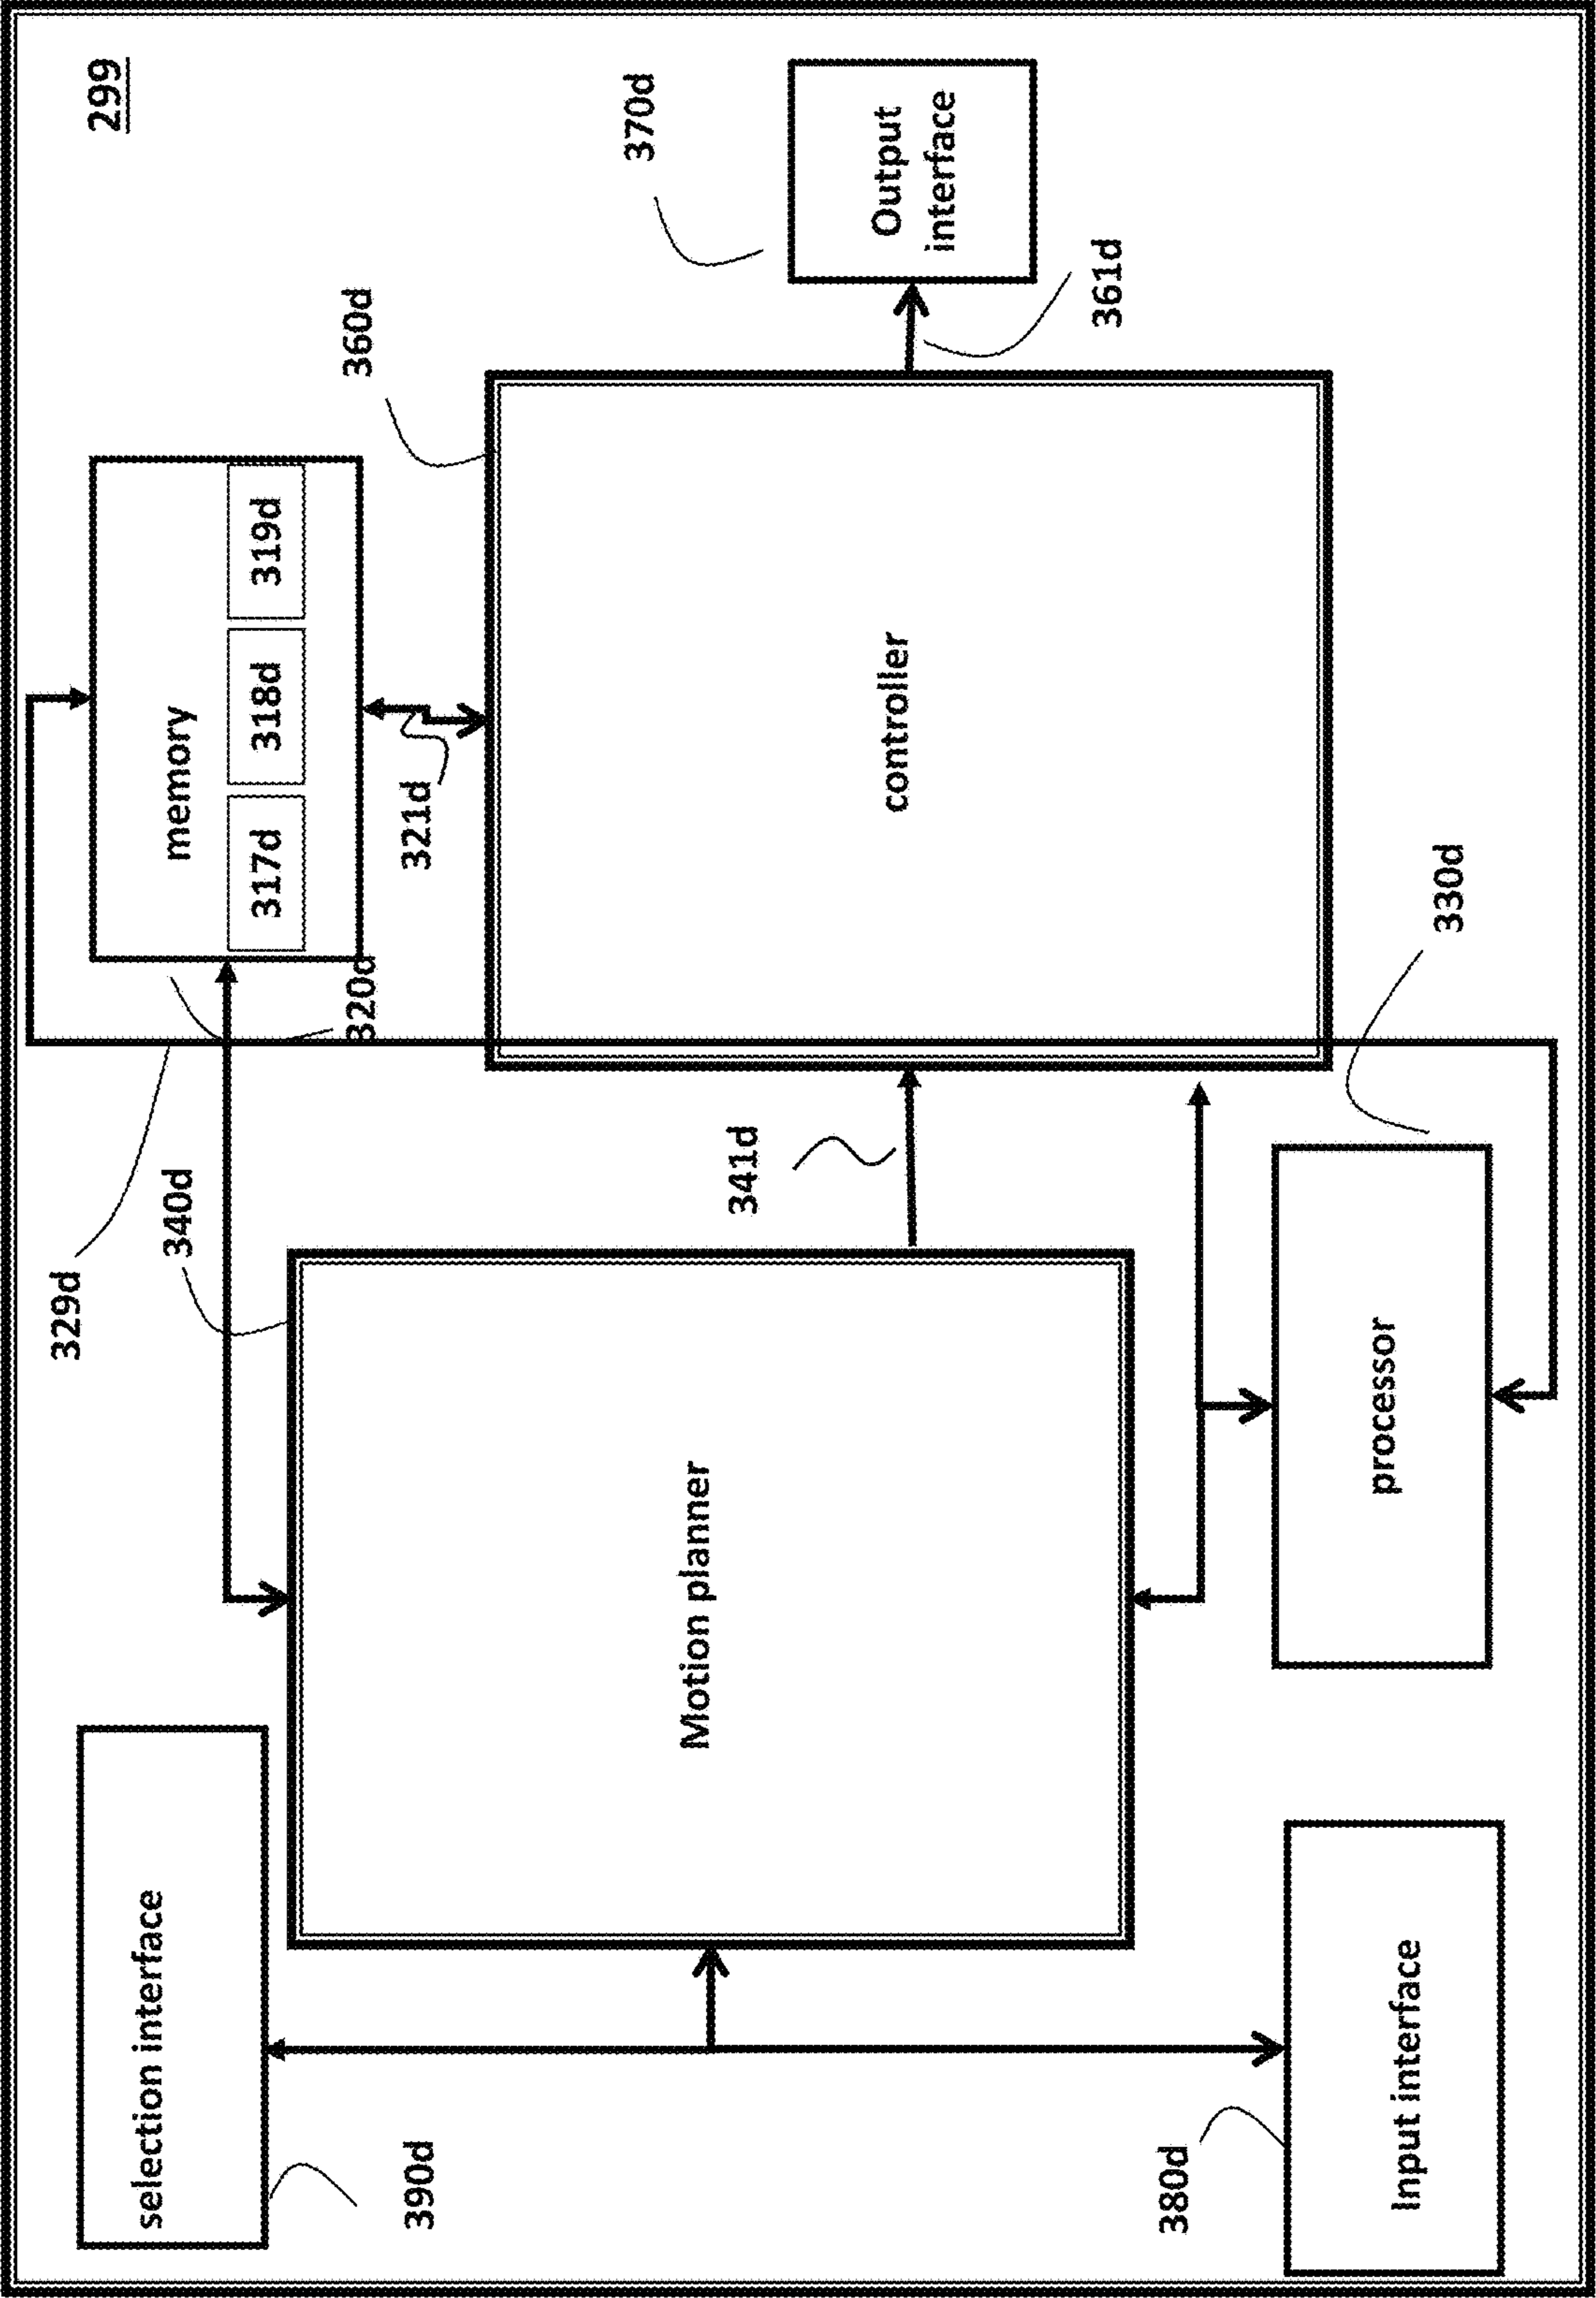 299
selection interface
390d
329d
340d
320d
memory
317d
318d
319d
321d
360d
370d
Output
interface
361d
controller
341d
Motion planner
330d
processor
380d
Input interface